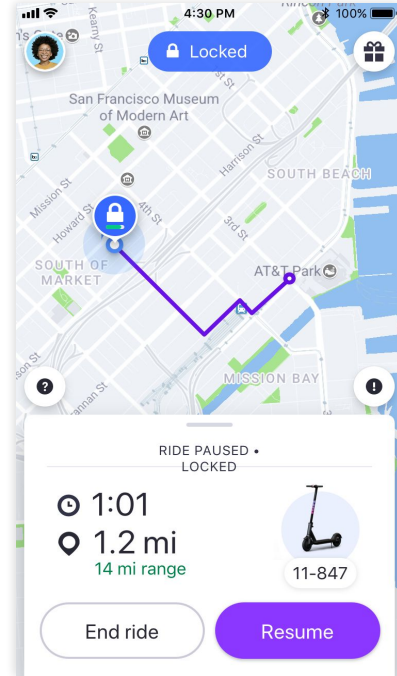 4:30 PM
100%
Kearny St
Locked
San Francisco Museum
of Modern Art
Harrison St
SOUTH BEACH
Mission St
Howard St
4th St
3rd St
SOUTH OF
MARKET
AT&T Park
MISSION BAY
RIDE PAUSED •
LOCKED
1:01
1.2 mi
14 mi range
11-847
End ride
Resume